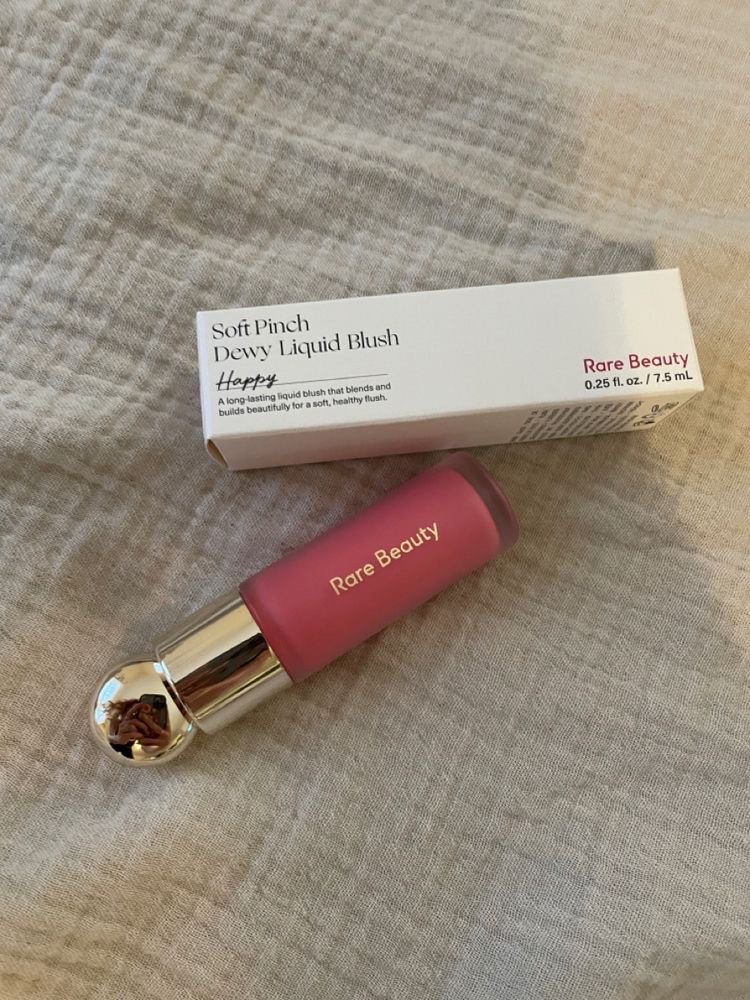 Soft Pinch
Dewy Liquid Blush
Happy
A long-lasting liquid blush that blends and
builds beautifully for a soft, healthy flush.
Rare Beauty
0.25 fl. oz. / 7.5 mL
Rare Beauty